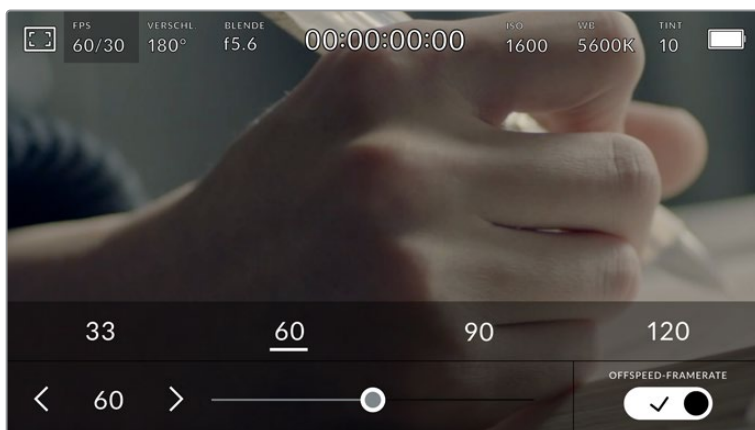 FPS VERSCHL. BLENDE ISO WB TINT
60/30 180° f5.6 00:00:00:00 1600 5600K 10
33 60 90 120
OFFSPEED-FRAMERATE
60